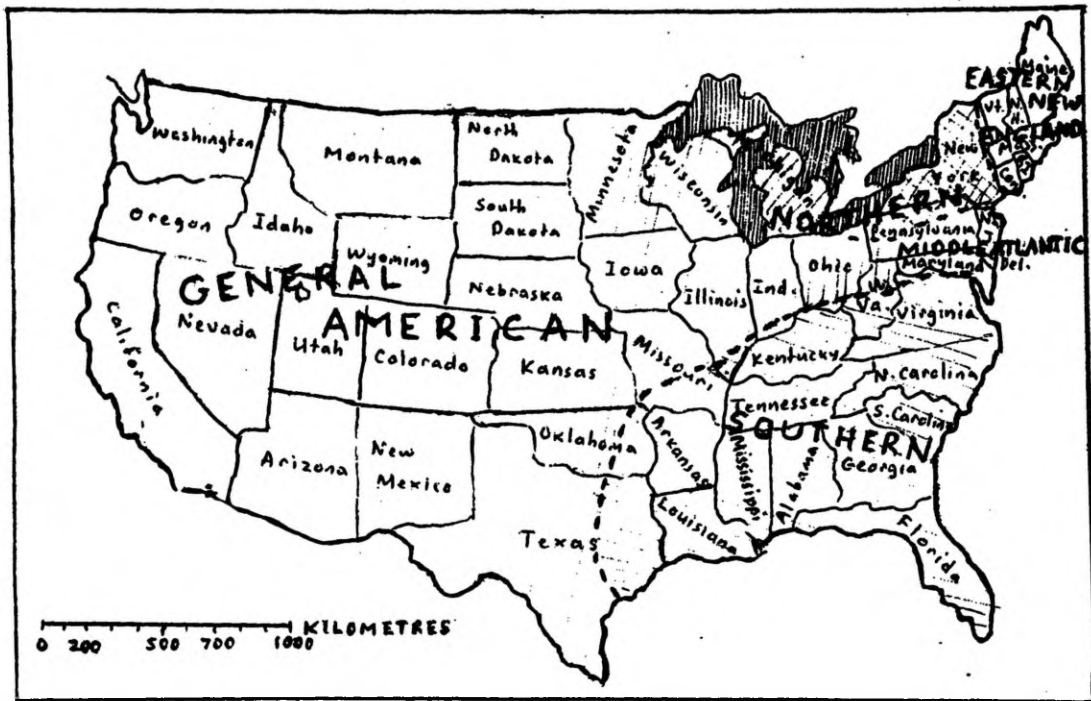 Maine
EASTERN
NEW
ENGLAND
Vt.
N.
H.
Mass
Washington
Montana
North
Dakota
Minnesota
Wisconsin
New
York
Oregon
Idaho
South
Dakota
NORTHERN
Pennsylvania
N.
J.
Wyoming
Iowa
Ohio
MIDDLE ATLANTIC
Maryland
Del.
GENERAL
AMERICAN
Nebraska
Illinois
Ind.
W.
Va.
Virginia
California
Nevada
Utah
Colorado
Kansas
Missouri
Kentucky
N. Carolina
Tennessee
S. Carolina
SOUTHERN
Arizona
New
Mexico
Oklahoma
Arkansas
Mississippi
Alabama
Georgia
Texas
Louisiana
Florida
KILOMETRES
0 200 500 700 1000